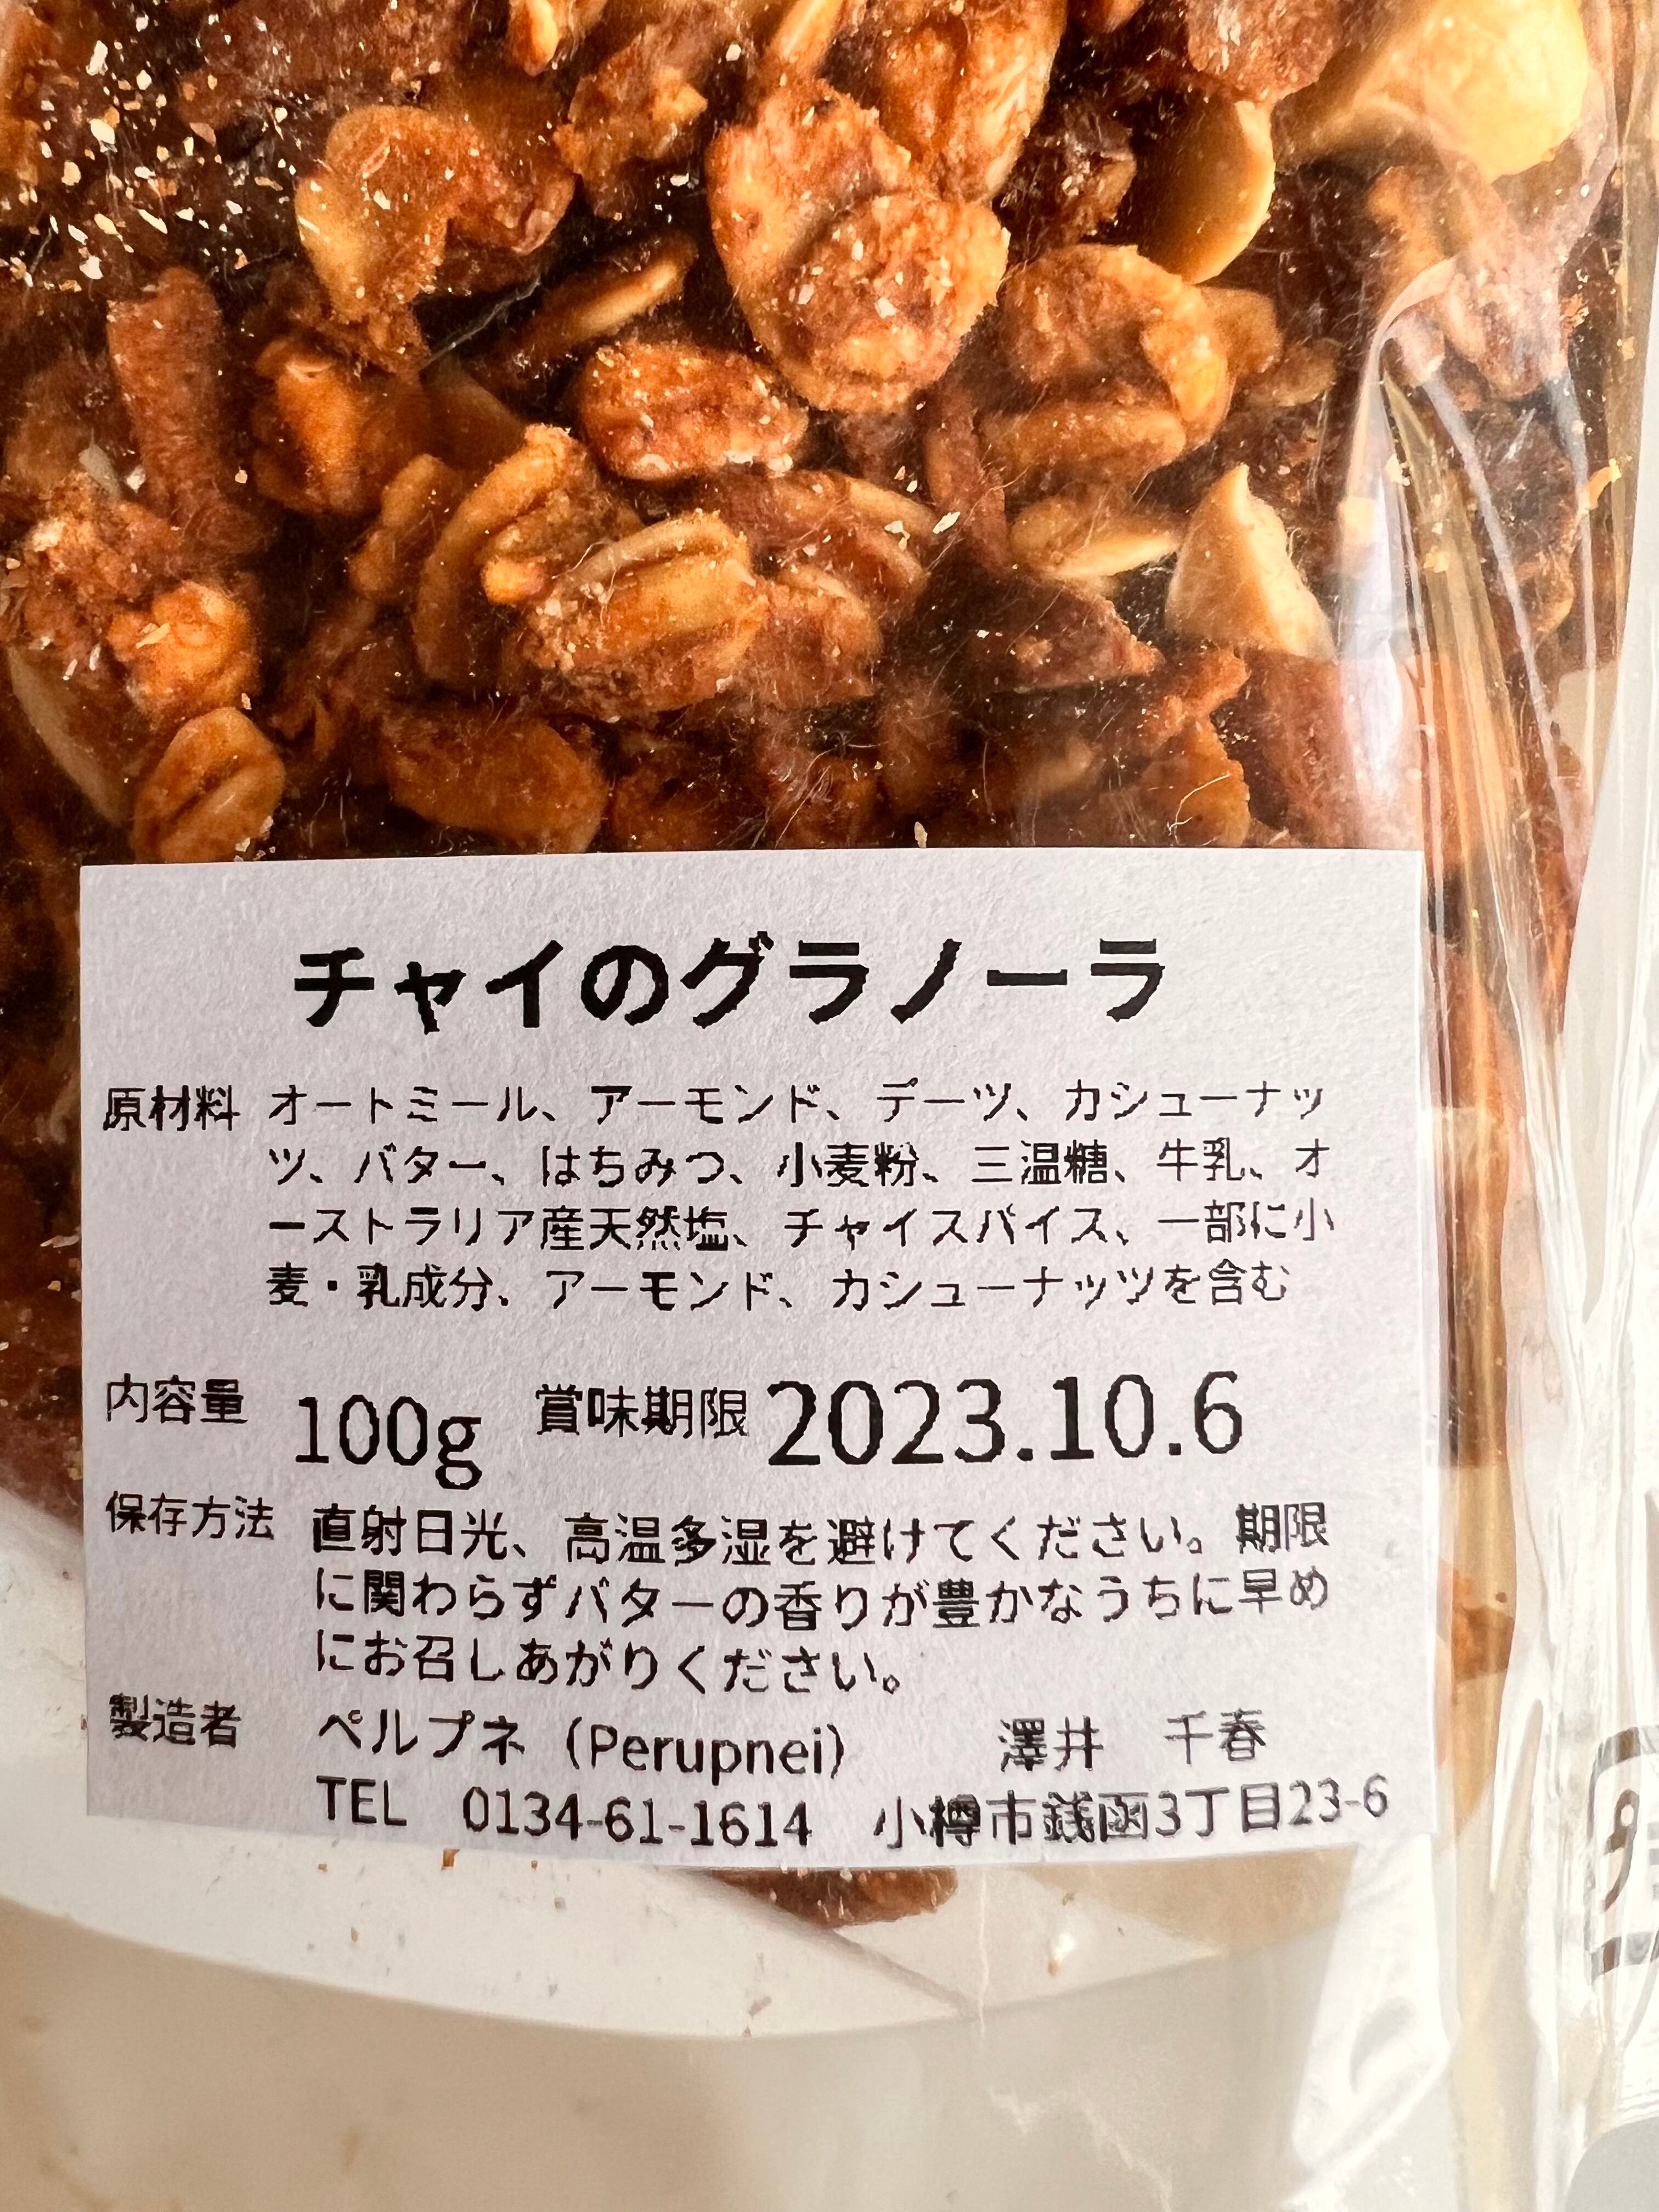 チャイのグラノーラ
原材料 オートミール、アーモンド、デーツ、カシューナッ
ツ、バター、はちみつ、小麦粉、三温糖、牛乳、オ
ーストラリア産天然塩、チャイスパイス、一部に小
麦・乳成分、アーモンド、カシューナッツを含む
内容量 100g 賞味期限 2023.10.6
保存方法 直射日光、高温多湿を避けてください。期限
に関わらずバターの香りが豊かなうちに早め
にお召しあがりください。
製造者 ペルプネ（Perupnei） 澤井 千春
TEL 0134-61-1614 小樽市銭函3丁目23-6